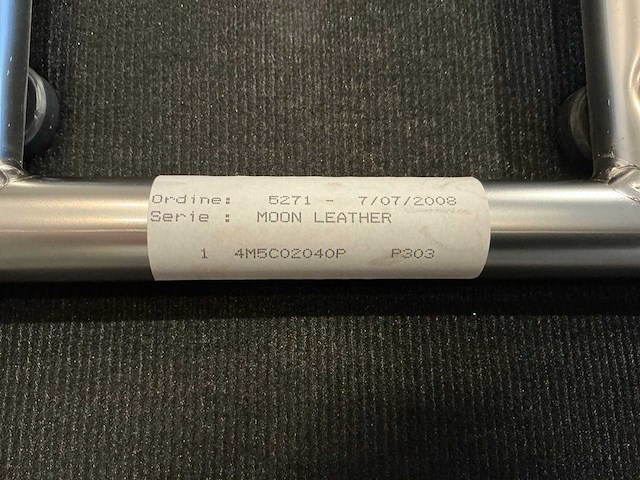 Ordine: 5271 - 7/07/2008
Serie : MOON LEATHER
1 4M5C02040P P303